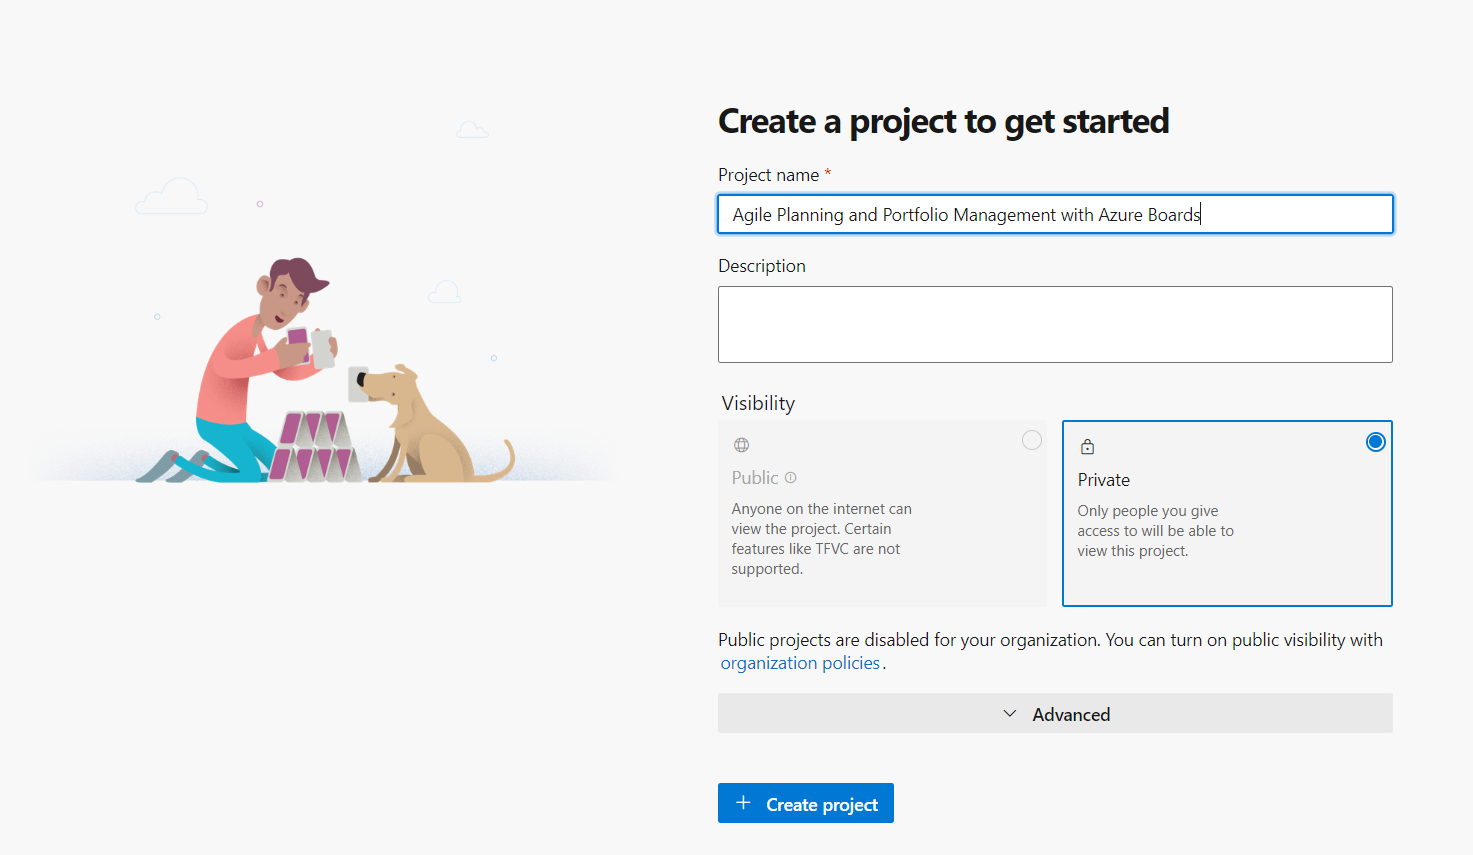 Create a project to get started
Project name *
Agile Planning and Portfolio Management with Azure Boards
Description
Visibility
Public
Anyone on the internet can
view the project. Certain
features like TFVC are not
supported.
Private
Only people you give
access to will be able to
view this project.
Public projects are disabled for your organization. You can turn on public visibility with
organization policies.
Advanced
+ Create project